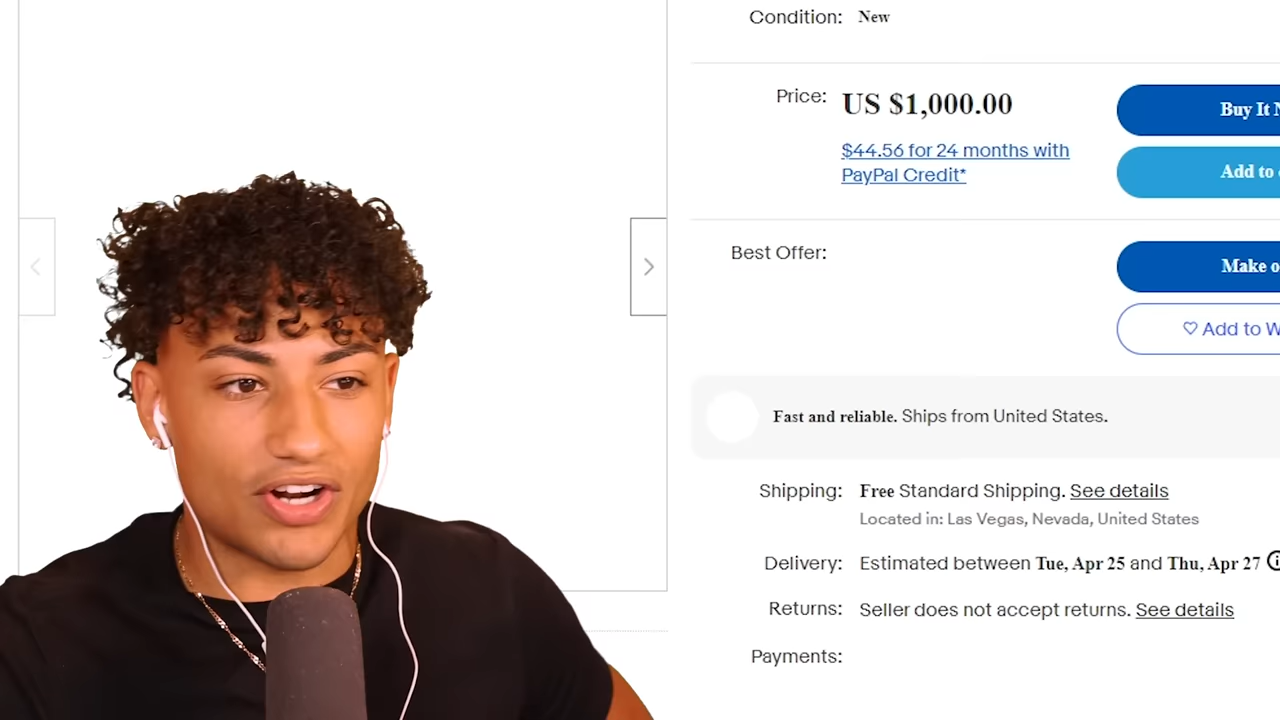 Condition: New
Price: US $1,000.00
Buy It N
$44.56 for 24 months with
PayPal Credit*
Add to
Best Offer:
Make o
Add to W
Fast and reliable. Ships from United States.
Shipping: Free Standard Shipping. See details
Located in: Las Vegas, Nevada, United States
Delivery: Estimated between Tue, Apr 25 and Thu, Apr 27
Returns: Seller does not accept returns. See details
Payments: